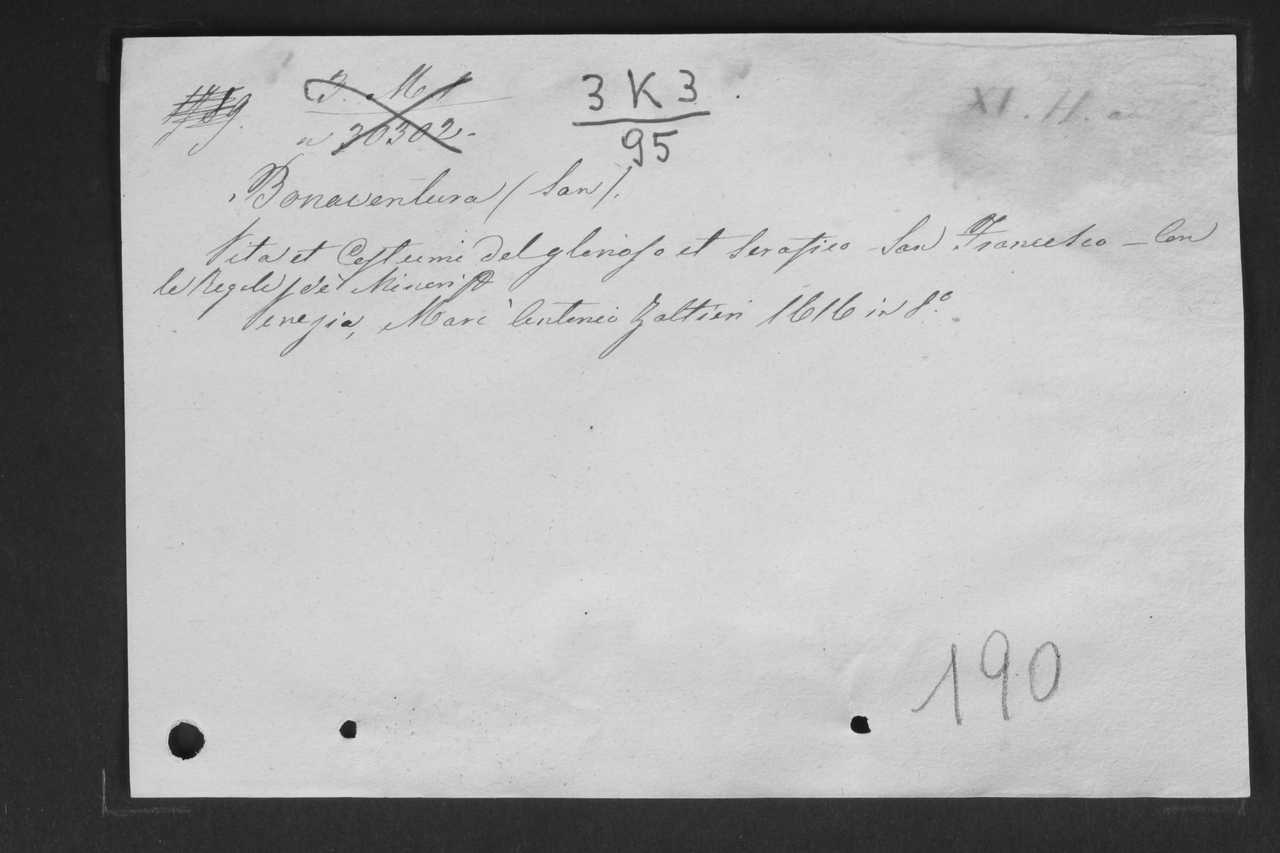 3 K 3
95
Bonaventura (San).
Vita et Costumi del glorioso et Serafico San Francesco – Con
le Regole de Minori
Venezia, Marc Antonio Zaltieri 1616 in 8.º
190